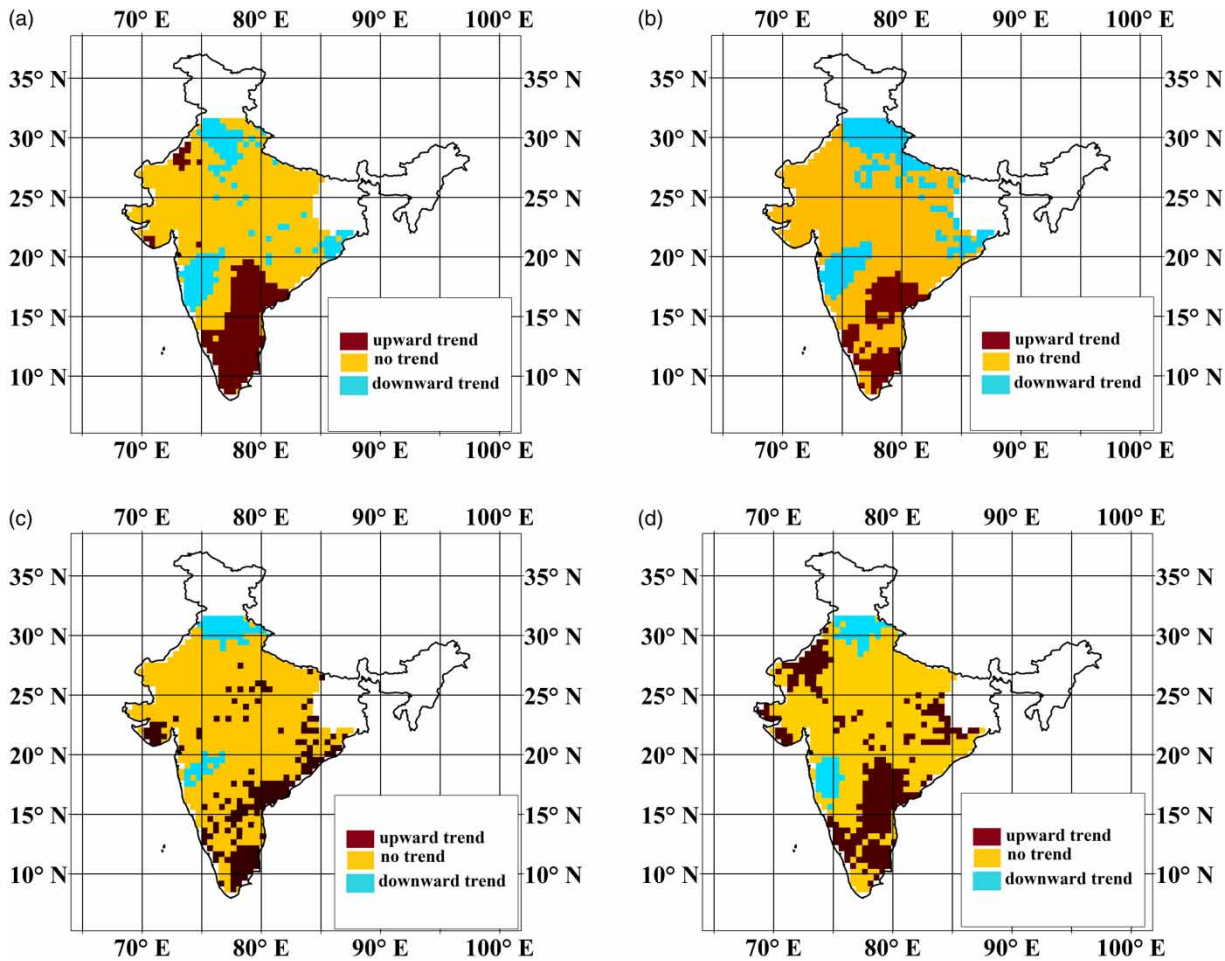 (a)
70° E 80° E 90° E 100° E
35° N 35° N
30° N 30° N
25° N 25° N
20° N 20° N
15° N 15° N
10° N 10° N
upward trend
no trend
downward trend
70° E 80° E 90° E 100° E
(b)
70° E 80° E 90° E 100° E
35° N 35° N
30° N 30° N
25° N 25° N
20° N 20° N
15° N 15° N
10° N 10° N
upward trend
no trend
downward trend
70° E 80° E 90° E 100° E
(c)
70° E 80° E 90° E 100° E
35° N 35° N
30° N 30° N
25° N 25° N
20° N 20° N
15° N 15° N
10° N 10° N
upward trend
no trend
downward trend
70° E 80° E 90° E 100° E
(d)
70° E 80° E 90° E 100° E
35° N 35° N
30° N 30° N
25° N 25° N
20° N 20° N
15° N 15° N
10° N 10° N
upward trend
no trend
downward trend
70° E 80° E 90° E 100° E